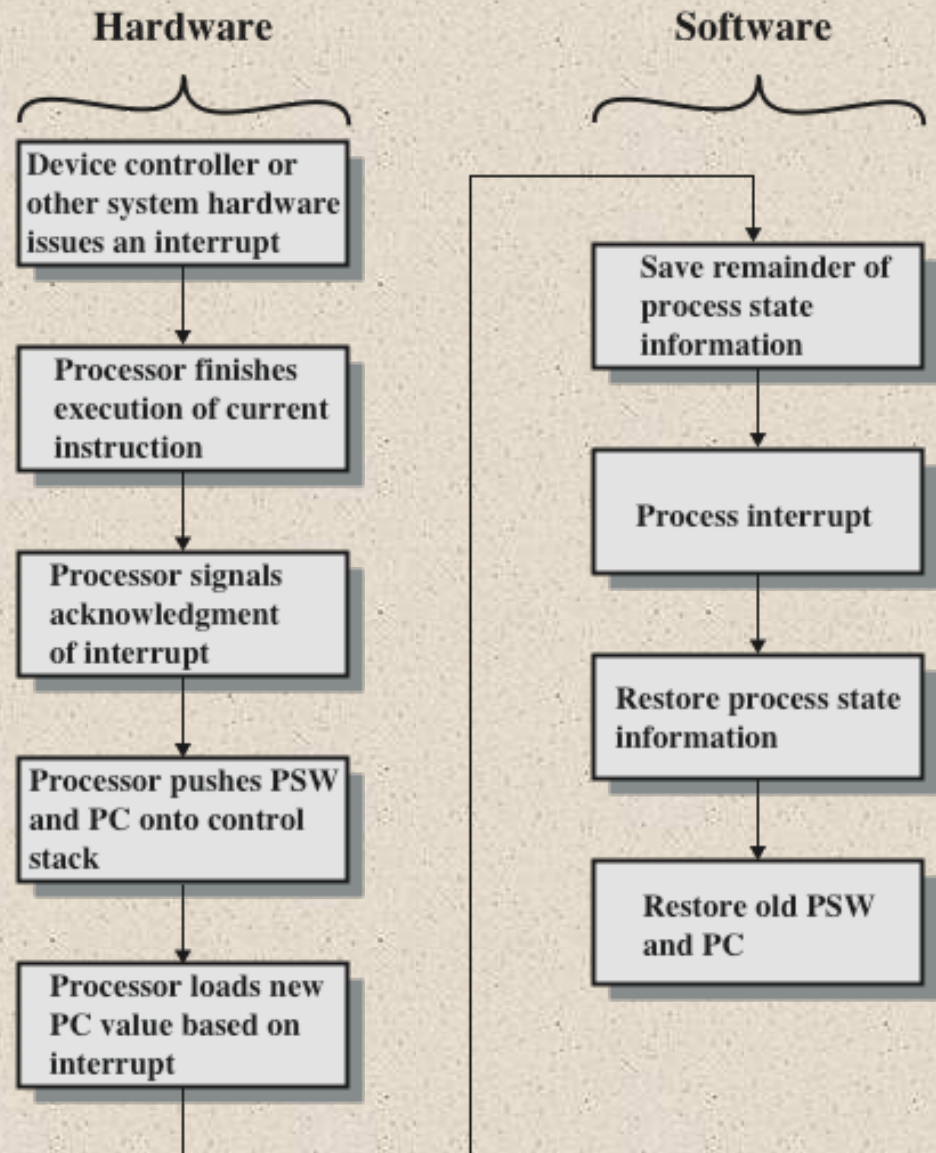 Hardware
Device controller or
other system hardware
issues an interrupt
Processor finishes
execution of current
instruction
Processor signals
acknowledgment
of interrupt
Processor pushes PSW
and PC onto control
stack
Processor loads new
PC value based on
interrupt
Software
Save remainder of
process state
information
Process interrupt
Restore process state
information
Restore old PSW
and PC